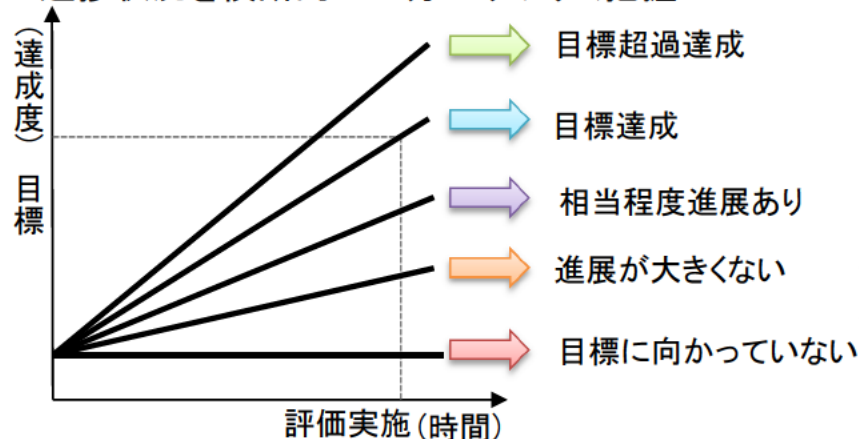 目標超過達成
目標達成
相当程度進展あり
進展が大きくない
目標に向かっていない
（達成度）
目標
評価実施(時間)